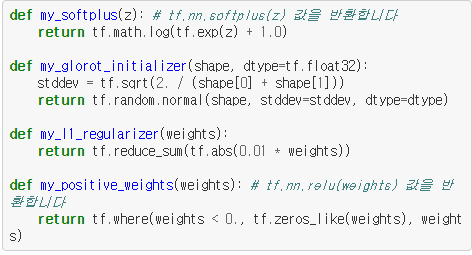 def my_softplus(z): # tf.nn.softplus(z) 값을 반환합니다
    return tf.math.log(tf.exp(z) + 1.0)

def my_glorot_initializer(shape, dtype=tf.float32):
    stddev = tf.sqrt(2. / (shape[0] + shape[1]))
    return tf.random.normal(shape, stddev=stddev, dtype=dtype)

def my_l1_regularizer(weights):
    return tf.reduce_sum(tf.abs(0.01 * weights))

def my_positive_weights(weights): # tf.nn.relu(weights) 값을 반
환합니다
    return tf.where(weights < 0., tf.zeros_like(weights), weight
s)